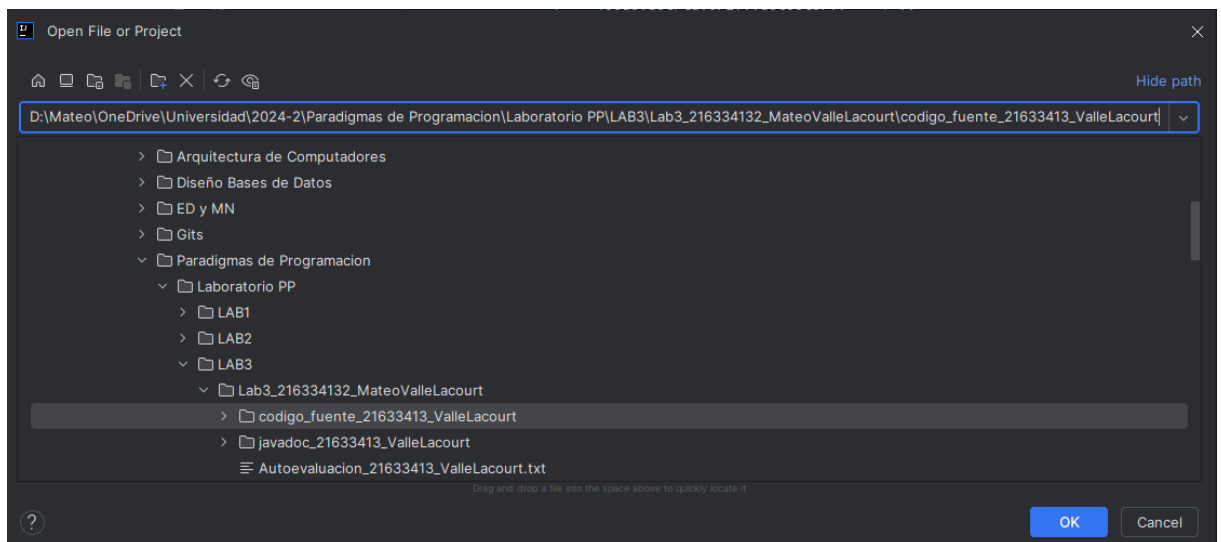 Open File or Project
Hide path
D:\Mateo\OneDrive\Universidad\2024-2\Paradigmas de Programacion\Laboratorio PP\LAB3\Lab3_216334132_MateoValleLacourt\codigo_fuente_21633413_ValleLacourt
Arquitectura de Computadores
Diseño Bases de Datos
ED y MN
Gits
Paradigmas de Programacion
Laboratorio PP
LAB1
LAB2
LAB3
Lab3_216334132_MateoValleLacourt
codigo_fuente_21633413_ValleLacourt
javadoc_21633413_ValleLacourt
Autoevaluacion_21633413_ValleLacourt.txt
Drag and drop a file into the space above to quickly locate it
? OK Cancel